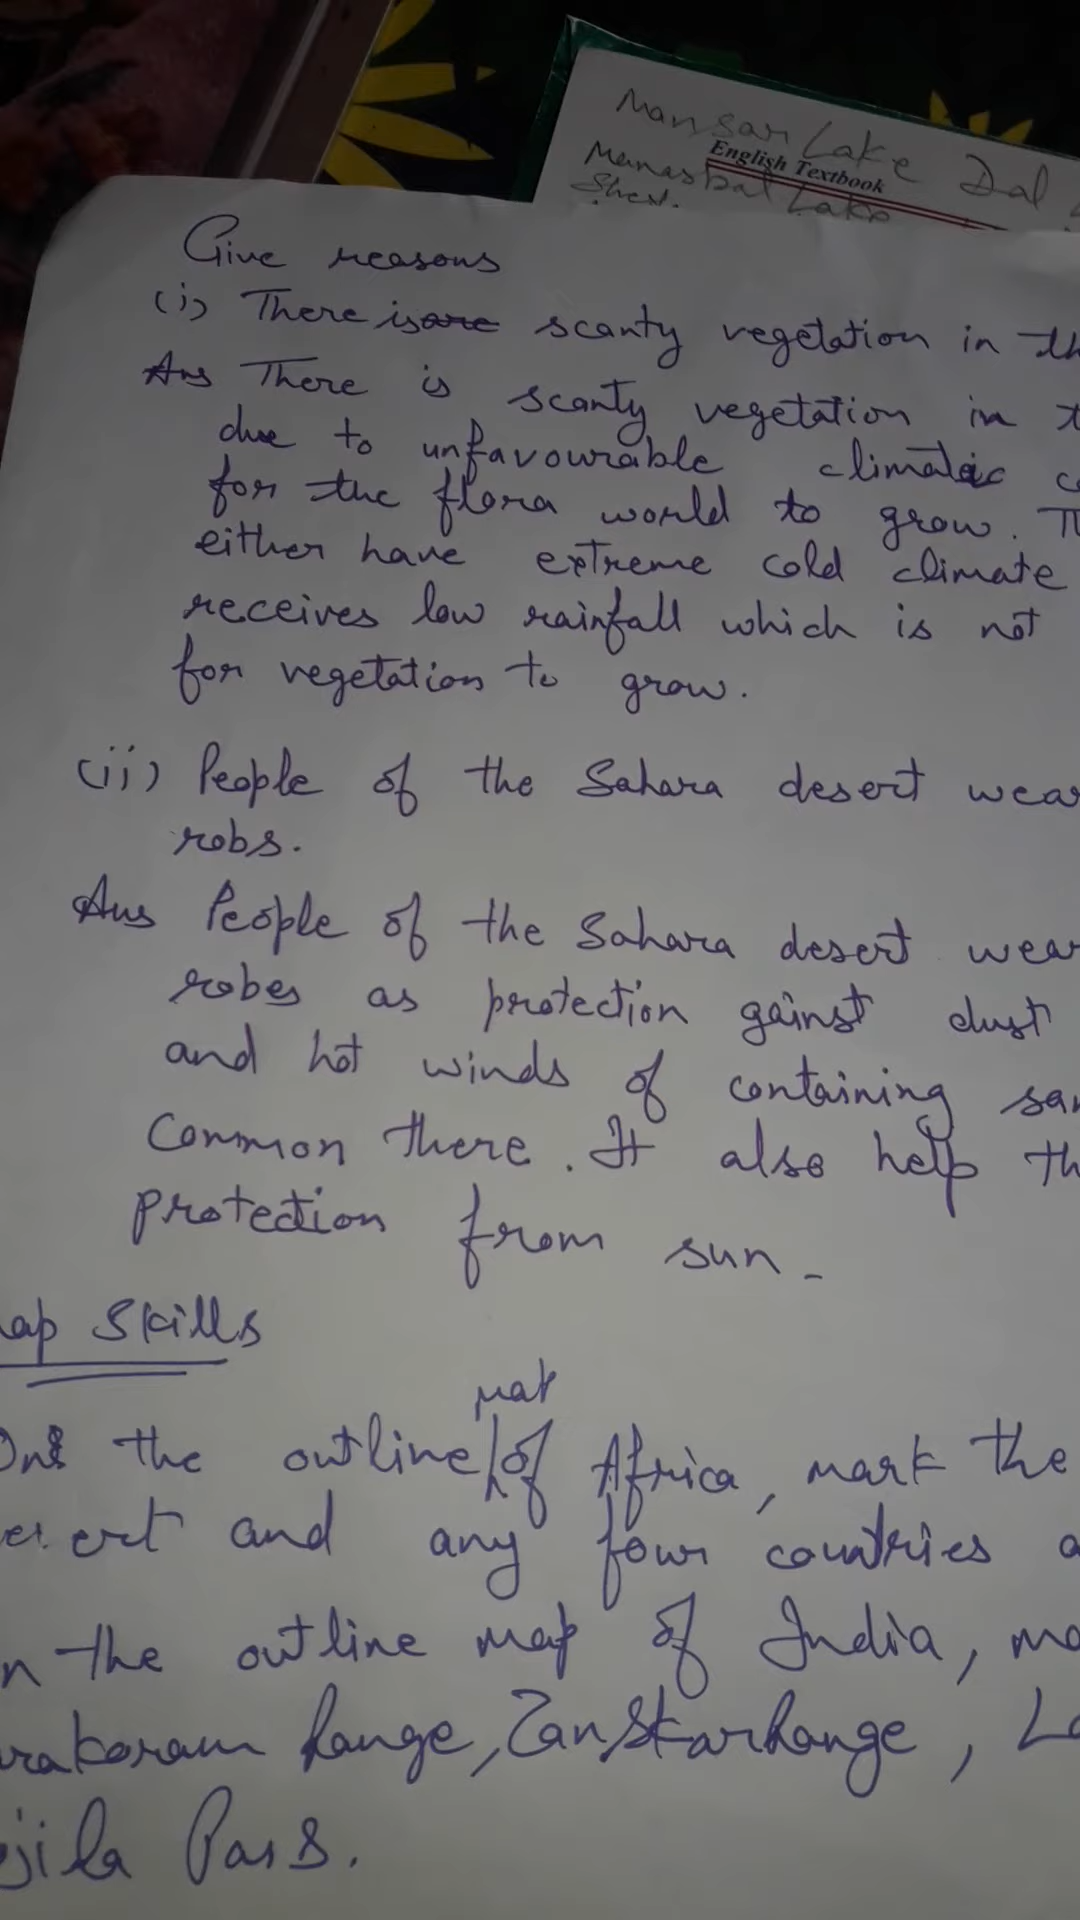 Mansar Lake Dal
English Textbook
Manasbal Lake
Give reasons
(i) There is are scanty vegetation in
Ans There is scanty vegetation in
due to unfavourable climatic
for the flora world to grow.
either have extreme cold climate
receives low rainfall which is not
for vegetation to grow.
(ii) People of the Sahara desert wear
robs.
Ans People of the Sahara desert wear
robes as protection gainst dust
and hot winds of containing
common there. It also help
protection from sun.
ap Skills
map
the outline of Africa, mark the
ert and any four countries
n the outline map of India,
rakoram Range, Zanskar Range,
jila Pass.